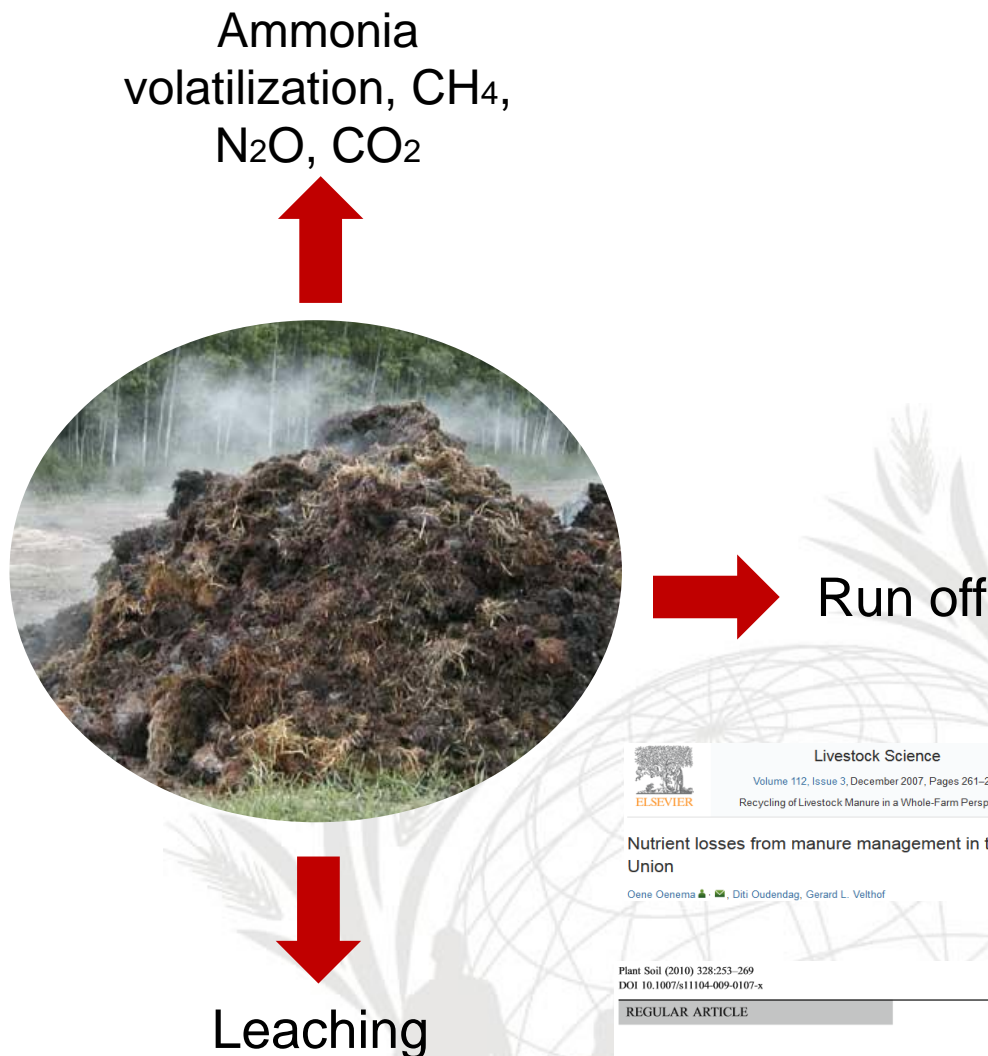 Ammonia
volatilization, CH4,
N2O, CO2
Run off
Leaching
ELSEVIER
Livestock Science
Volume 112, Issue 3, December 2007, Pages 261–2
Recycling of Livestock Manure in a Whole-Farm Persp
Nutrient losses from manure management in t
Union
Oene Oenema · , Diti Oudendag, Gerard L. Velthof
Plant Soil (2010) 328:253–269
DOI 10.1007/s11104-009-0107-x
REGULAR ARTICLE